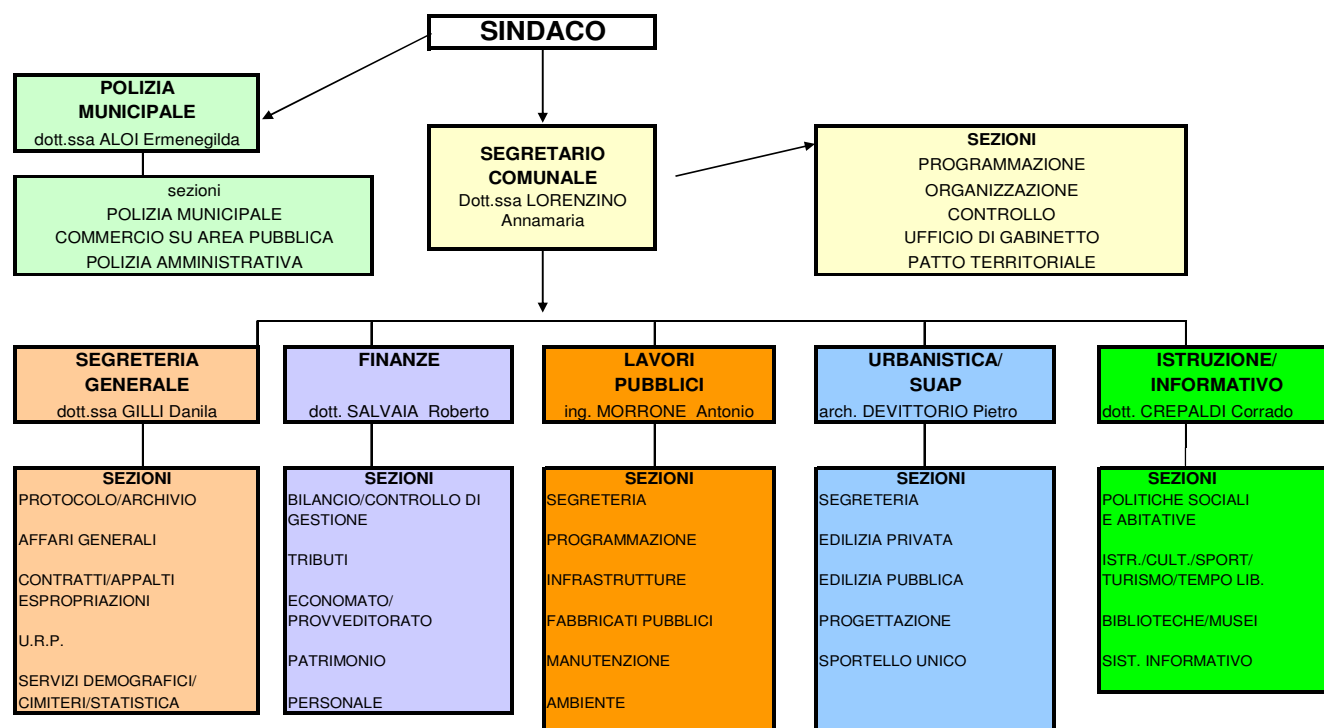 SINDACO
POLIZIA
MUNICIPALE
dott.ssa ALOI Ermenegilda
sezioni
POLIZIA MUNICIPALE
COMMERCIO SU AREA PUBBLICA
POLIZIA AMMINISTRATIVA
SEGRETARIO
COMUNALE
Dott.ssa LORENZINO
Annamaria
SEZIONI
PROGRAMMAZIONE
ORGANIZZAZIONE
CONTROLLO
UFFICIO DI GABINETTO
PATTO TERRITORIALE
SEGRETERIA
GENERALE
dott.ssa GILLI Danila
FINANZE
dott. SALVAIA Roberto
LAVORI
PUBBLICI
ing. MORRONE Antonio
URBANISTICA/
SUAP
arch. DEVITTORIO Pietro
ISTRUZIONE/
INFORMATIVO
dott. CREPALDI Corrado
SEZIONI
PROTOCOLO/ARCHIVIO
AFFARI GENERALI
CONTRATTI/APPALTI
ESPROPRIAZIONI
U.R.P.
SERVIZI DEMOGRAFICI/
CIMITERI/STATISTICA
SEZIONI
BILANCIO/CONTROLLO DI
GESTIONE
TRIBUTI
ECONOMATO/
PROVVEDITORATO
PATRIMONIO
PERSONALE
SEZIONI
SEGRETERIA
PROGRAMMAZIONE
INFRASTRUTTURE
FABBRICATI PUBBLICI
MANUTENZIONE
AMBIENTE
SEZIONI
SEGRETERIA
EDILIZIA PRIVATA
EDILIZIA PUBBLICA
PROGETTAZIONE
SPORTELLO UNICO
SEZIONI
POLITICHE SOCIALI
E ABITATIVE
ISTR./CULT./SPORT/
TURISMO/TEMPO LIB.
BIBLIOTECHE/MUSEI
SIST. INFORMATIVO